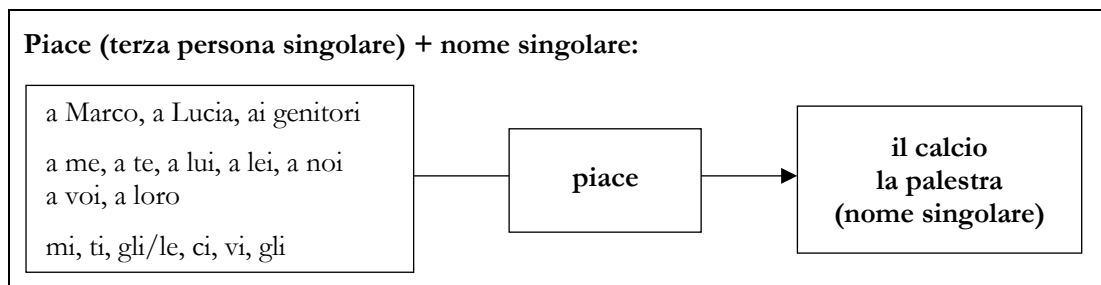 Piace (terza persona singolare) + nome singolare:
a Marco, a Lucia, ai genitori
a me, a te, a lui, a lei, a noi
a voi, a loro
mi, ti, gli/le, ci, vi, gli
piace
il calcio
la palestra
(nome singolare)